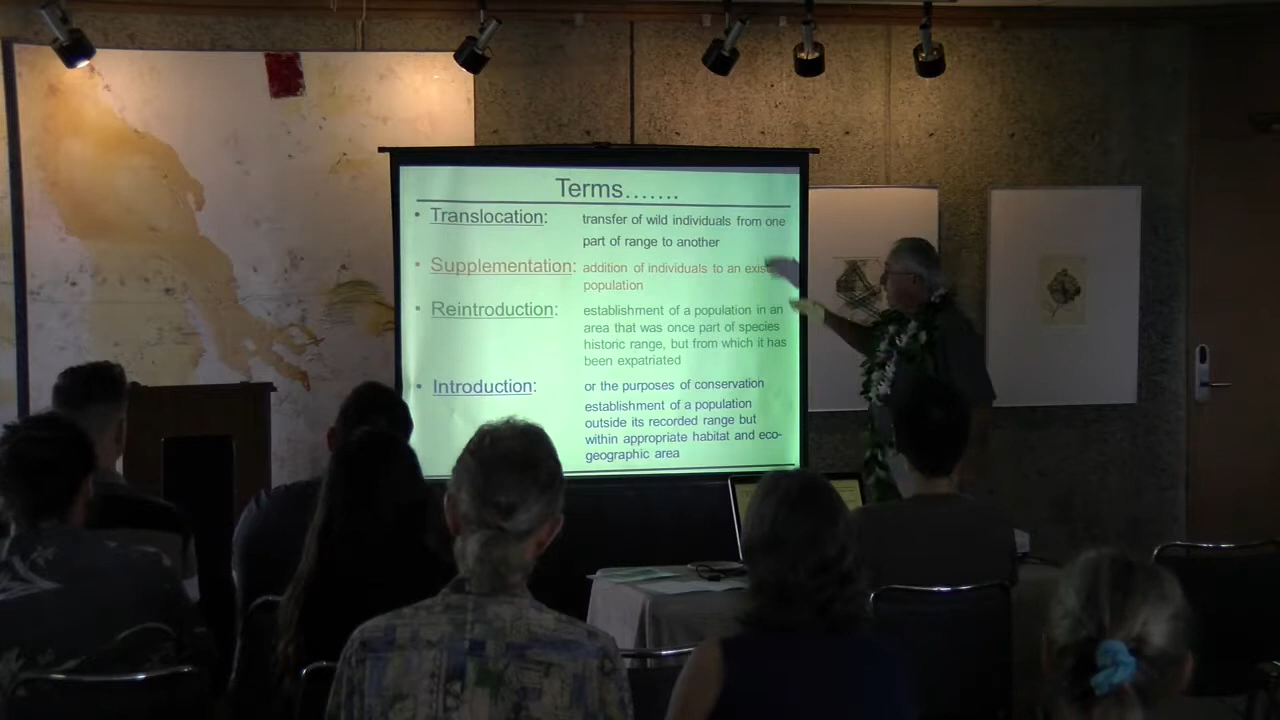 Terms.......
• Translocation: transfer of wild individuals from one
part of range to another
• Supplementation: addition of individuals to an
population
• Reintroduction: establishment of a population in an
area that was once part of species
historic range, but from which it has
been expatriated
• Introduction: or the purposes of conservation
establishment of a population
outside its recorded range but
within appropriate habitat and eco-
geographic area